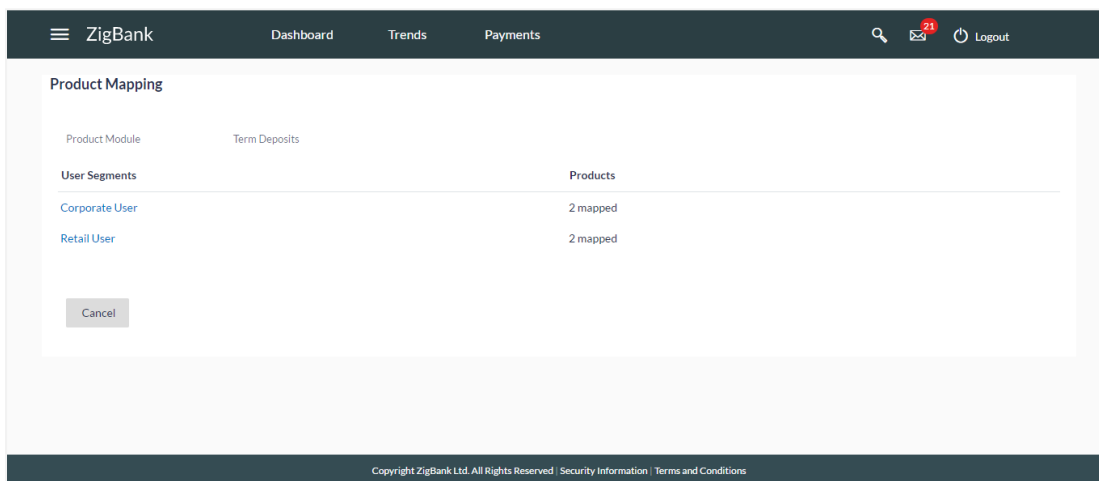 ZigBank Dashboard Trends Payments 21 Logout
Product Mapping
Product Module Term Deposits
User Segments Products
Corporate User 2 mapped
Retail User 2 mapped
Cancel
Copyright ZigBank Ltd. All Rights Reserved | Security Information | Terms and Conditions